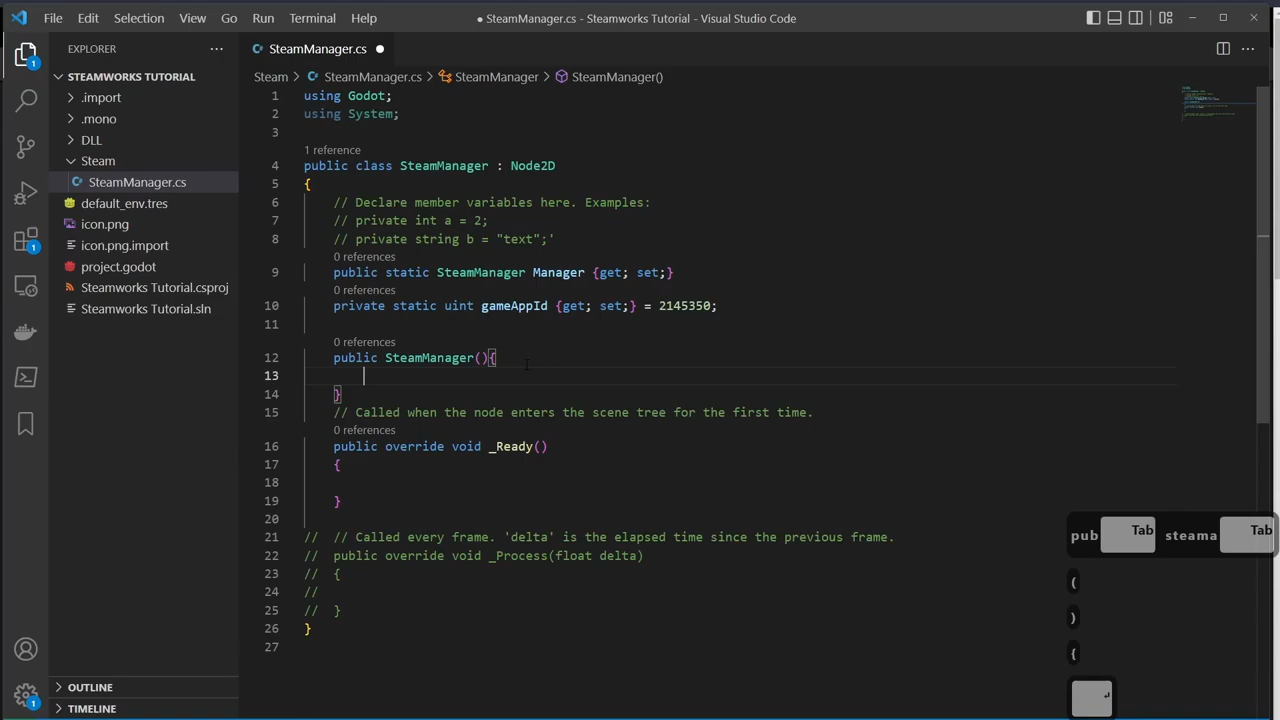 File Edit Selection View Go Run Terminal Help
● SteamManager.cs - Steamworks Tutorial - Visual Studio Code
EXPLORER
SteamManager.cs
STEAMWORKS TUTORIAL
.import
.mono
DLL
Steam
SteamManager.cs
default_env.tres
icon.png
icon.png.import
project.godot
Steamworks Tutorial.csproj
Steamworks Tutorial.sln
OUTLINE
TIMELINE
1
1
1
Steam > SteamManager.cs > SteamManager > SteamManager()
1 using Godot;
2 using System;
3
1 reference
4 public class SteamManager : Node2D
5 {
6 // Declare member variables here. Examples:
7 // private int a = 2;
8 // private string b = "text";'
0 references
9 public static SteamManager Manager {get; set;}
0 references
10 private static uint gameAppId {get; set;} = 2145350;
11
0 references
12 public SteamManager(){
13
14 }
15 // Called when the node enters the scene tree for the first time.
0 references
16 public override void _Ready()
17 {
18
19 }
20
21 // // Called every frame. 'delta' is the elapsed time since the previous frame.
22 // public override void _Process(float delta)
23 // {
24 //
25 // }
26 }
27
pub Tab steama Tab
(
)
{